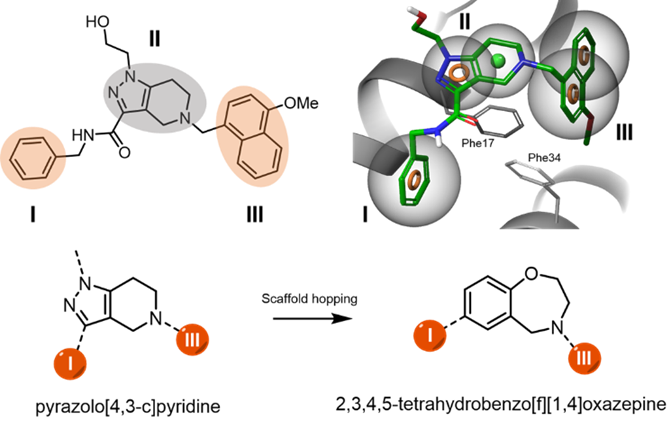 HO
II
N
N
N
OMe
HN
O
I
III
II
III
Phe17
Phe34
I
N
N
N
I
III
Scaffold hopping
O
N
I
III
pyrazolo[4,3-c]pyridine
2,3,4,5-tetrahydrobenzo[f][1,4]oxazepine